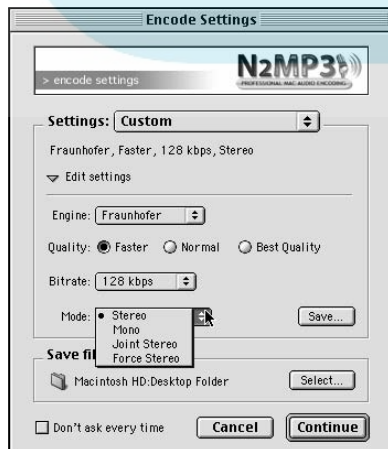 Encode Settings
N2MP3
> encode settings
PROFESSIONAL MAC AUDIO ENCODING
Settings: Custom
Fraunhofer, Faster, 128 kbps, Stereo
Edit settings
Engine: Fraunhofer
Quality: Faster Normal Best Quality
Bitrate: 128 kbps
Mode: • Stereo Save...
Mono
Joint Stereo
Force Stereo
Save fil
Macintosh HD:Desktop Folder Select...
Don't ask every time Cancel Continue